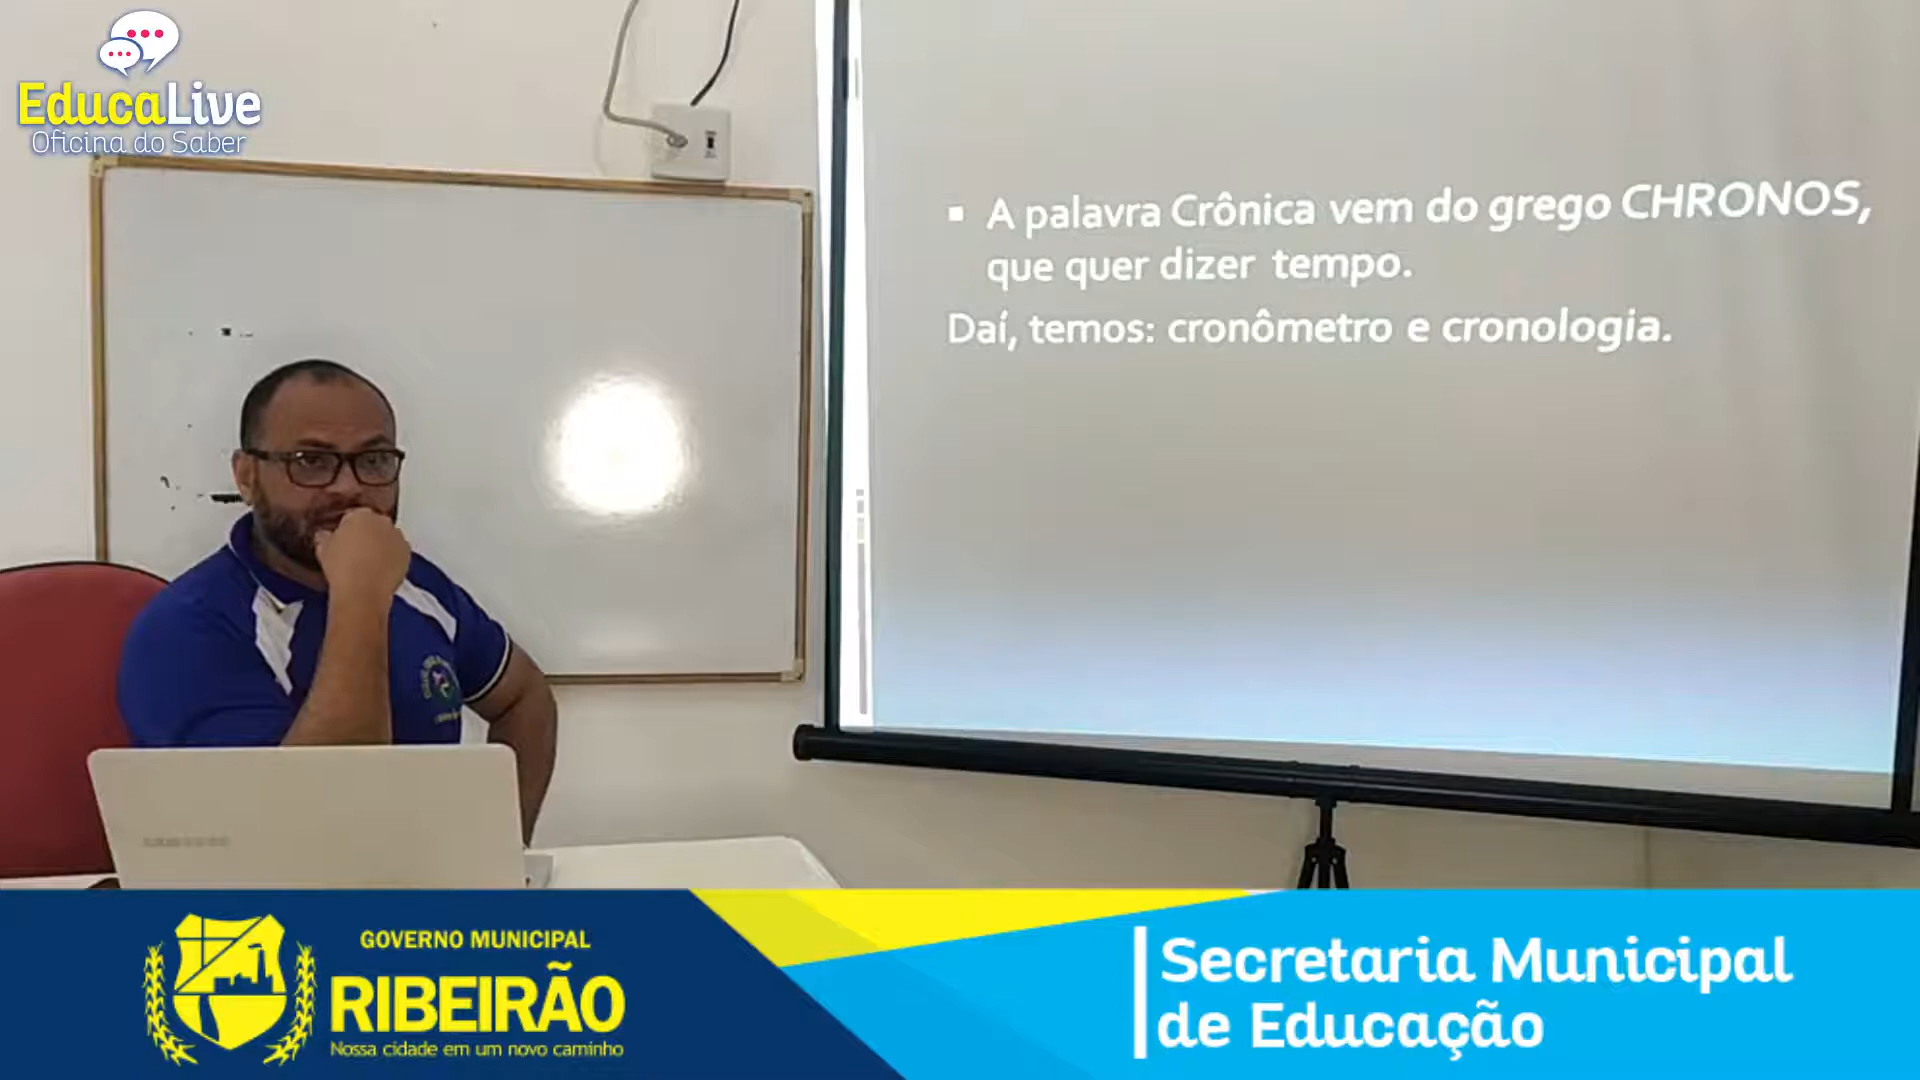 EducaLive
Oficina do Saber
▪ A palavra Crônica vem do grego CHRONOS,
que quer dizer tempo.
Daí, temos: cronômetro e cronologia.
SAMSUNG
GOVERNO MUNICIPAL
RIBEIRÃO
Nossa cidade em um novo caminho
Secretaria Municipal
de Educação